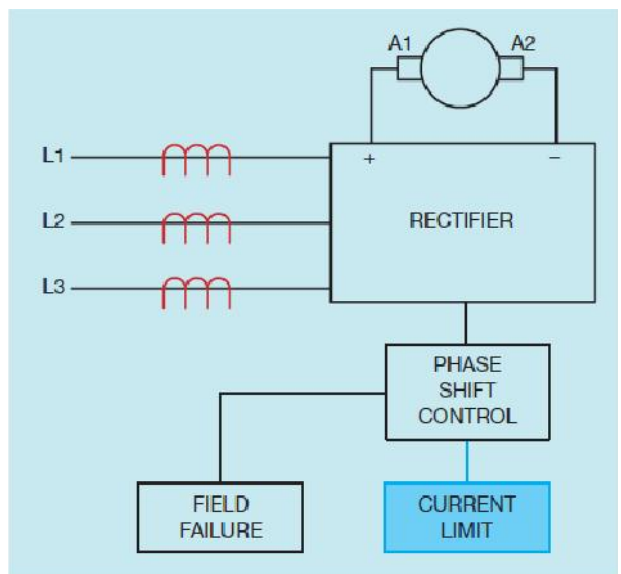 A1
A2
L1
+
−
L2
RECTIFIER
L3
PHASE
SHIFT
CONTROL
FIELD
FAILURE
CURRENT
LIMIT